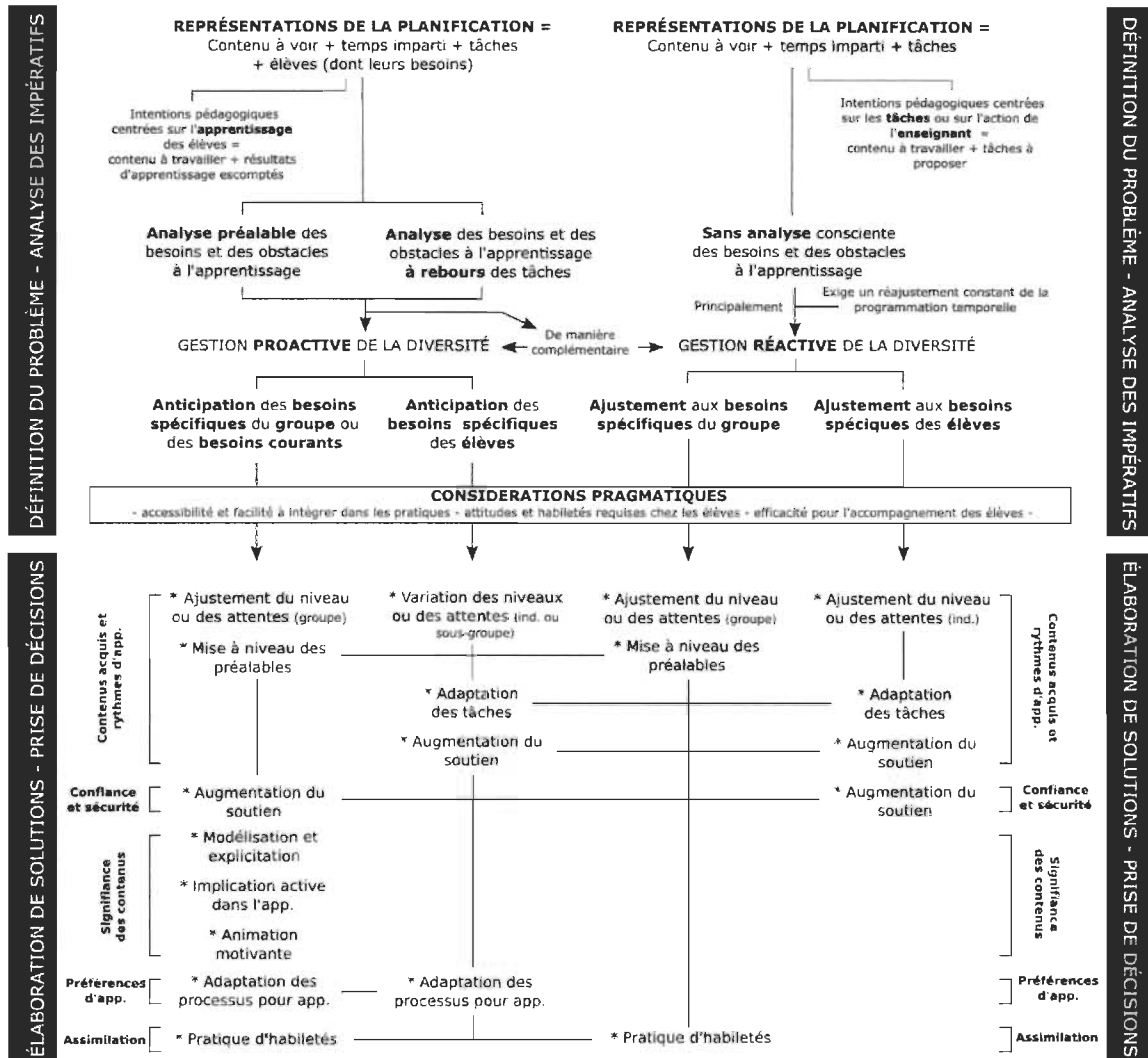 DÉFINITION DU PROBLÈME - ANALYSE DES IMPÉRATIFS
REPRÉSENTATIONS DE LA PLANIFICATION =
Contenu à voir + temps imparti + tâches
+ élèves (dont leurs besoins)
REPRÉSENTATIONS DE LA PLANIFICATION =
Contenu à voir + temps imparti + tâches
DÉFINITION DU PROBLÈME - ANALYSE DES IMPÉRATIFS
Intentions pédagogiques
centrées sur l'apprentissage
des élèves =
contenu à travailler + résultats
d'apprentissage escomptés
Intentions pédagogiques centrées
sur les tâches ou sur l'action de
l'enseignant =
contenu à travailler + tâches à
proposer
Analyse préalable des
besoins et des obstacles
à l'apprentissage
Analyse des besoins et des
obstacles à l'apprentissage
à rebours des tâches
Sans analyse consciente
des besoins et des obstacles
à l'apprentissage
Principalement
Exige un réajustement constant de la
programmation temporelle
GESTION PROACTIVE DE LA DIVERSITÉ
De manière
complémentaire
GESTION RÉACTIVE DE LA DIVERSITÉ
Anticipation des besoins
spécifiques du groupe ou
des besoins courants
Anticipation des
besoins spécifiques
des élèves
Ajustement aux besoins
spécifiques du groupe
Ajustement aux besoins
spéciques des élèves
CONSIDERATIONS PRAGMATIQUES
- accessibilité et facilité à intégrer dans les pratiques - attitudes et habiletés requises chez les élèves - efficacité pour l'accompagnement des élèves -
ÉLABORATION DE SOLUTIONS - PRISE DE DÉCISIONS
Contenus acquis et
rythmes d'app.
* Ajustement du niveau
ou des attentes (groupe)
* Mise à niveau des
préalables
* Variation des niveaux
ou des attentes (ind. ou
sous-groupe)
* Adaptation
des tâches
* Augmentation du
soutien
* Ajustement du niveau
ou des attentes (groupe)
* Mise à niveau des
préalables
* Ajustement du niveau
ou des attentes (ind.)
* Adaptation
des tâches
* Augmentation du
soutien
Contenus acquis et
rythmes d'app.
ÉLABORATION DE SOLUTIONS - PRISE DE DÉCISIONS
Confiance
et sécurité
* Augmentation du
soutien
* Augmentation du
soutien
Confiance
et sécurité
Signifiance
des contenus
* Modélisation et
explicitation
* Implication active
dans l'app.
* Animation
motivante
Signifiance
des contenus
Préférences
d'app.
* Adaptation des
processus pour app.
* Adaptation des
processus pour app.
Préférences
d'app.
Assimilation
* Pratique d'habiletés
* Pratique d'habiletés
Assimilation